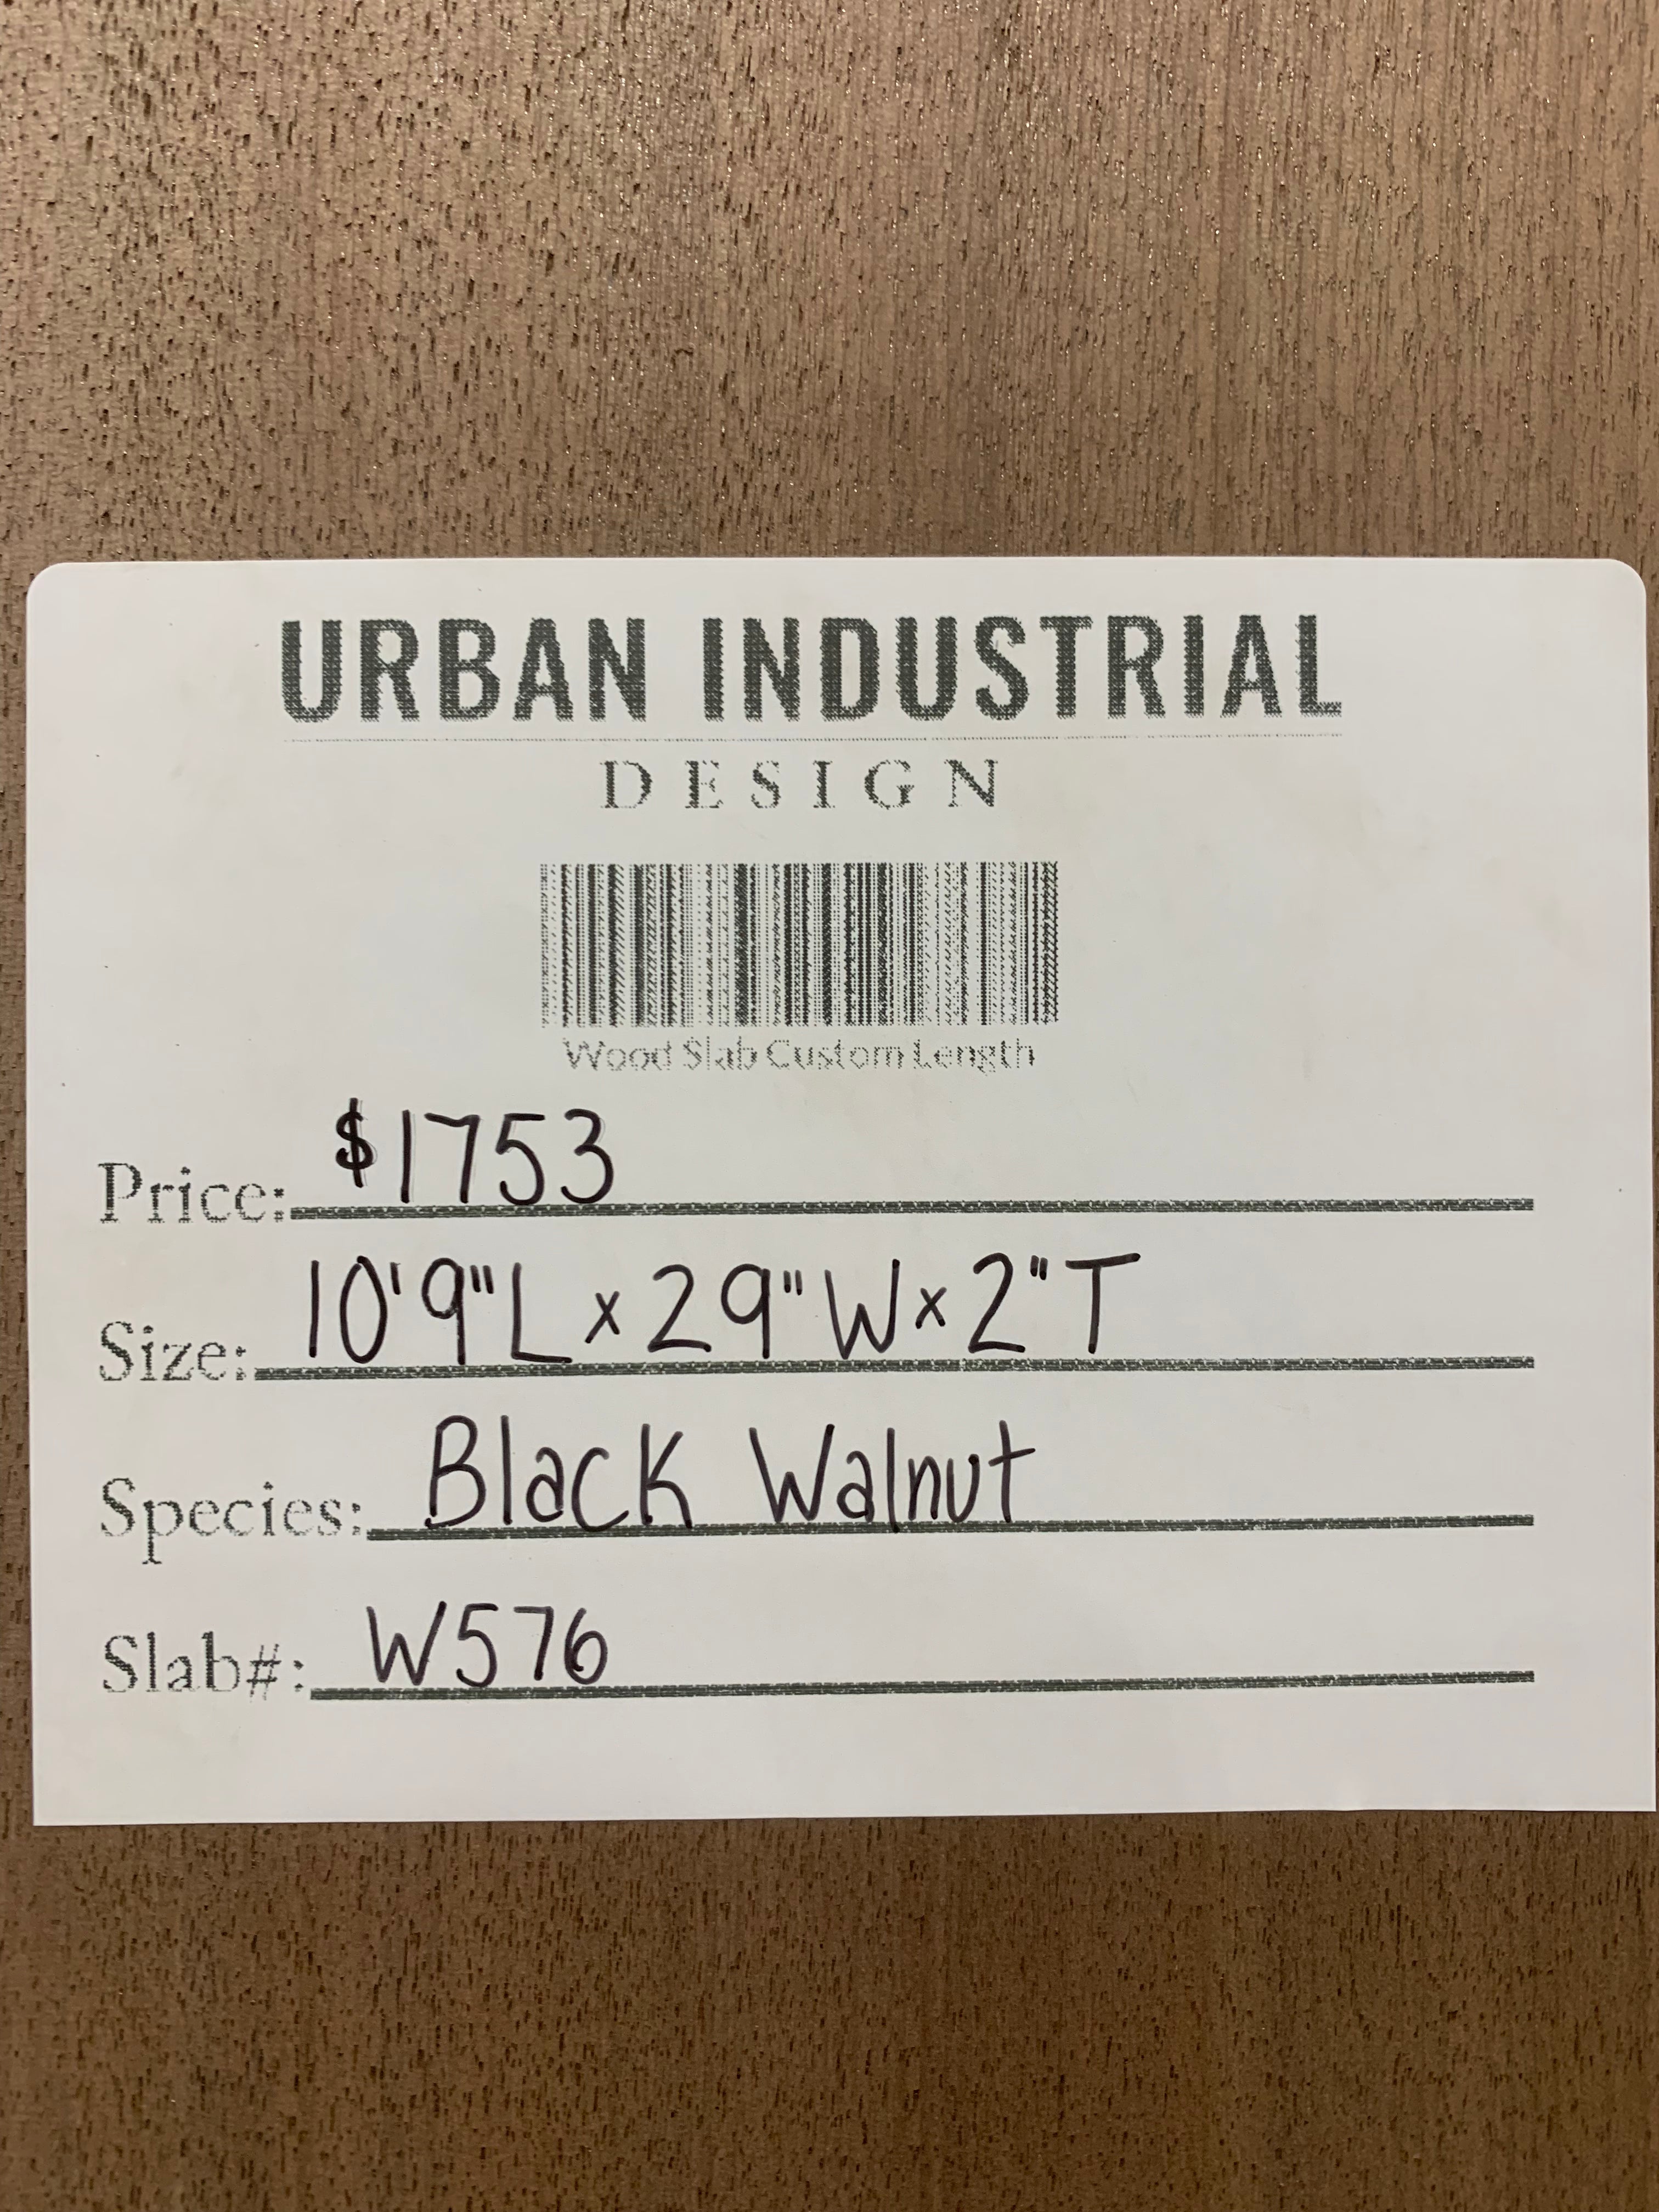 URBAN INDUSTRIAL
DESIGN
Wood Slab Custom Length
Price: $1753
Size: 10'9"L x 29"W x 2"T
Species: Black Walnut
Slab#: W576